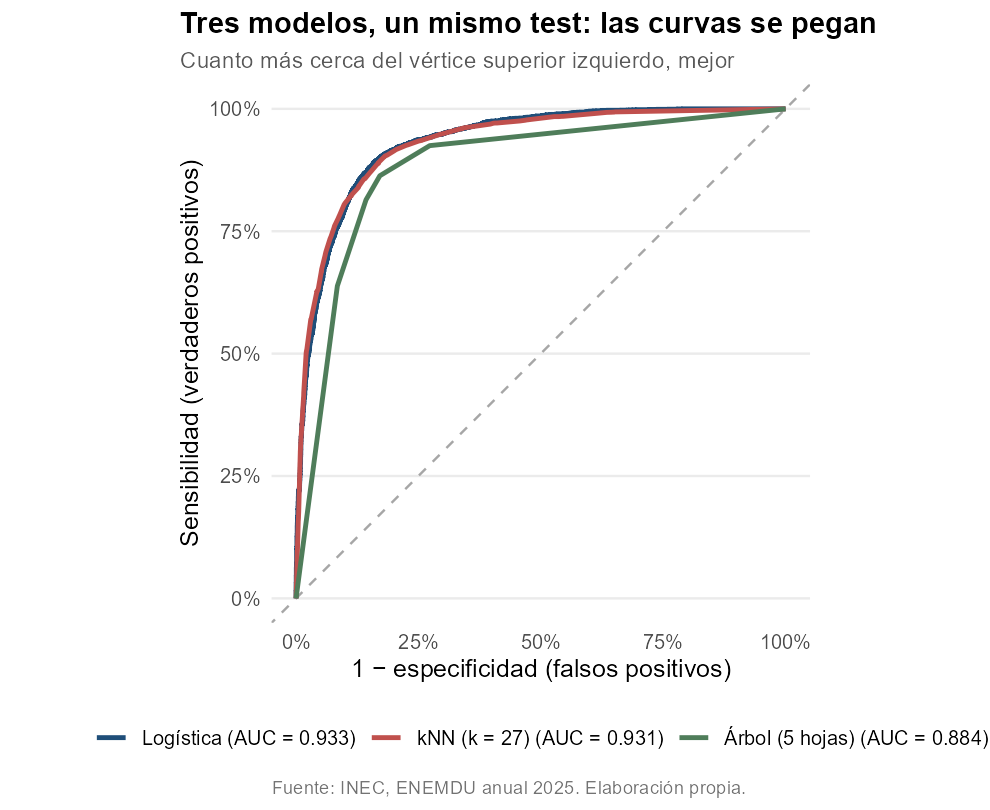 Tres modelos, un mismo test: las curvas se pegan
Cuanto más cerca del vértice superior izquierdo, mejor
Sensibilidad (verdaderos positivos)
100%
75%
50%
25%
0%
0% 25% 50% 75% 100%
1 − especificidad (falsos positivos)
Logística (AUC = 0.933) kNN (k = 27) (AUC = 0.931) Árbol (5 hojas) (AUC = 0.884)
Fuente: INEC, ENEMDU anual 2025. Elaboración propia.